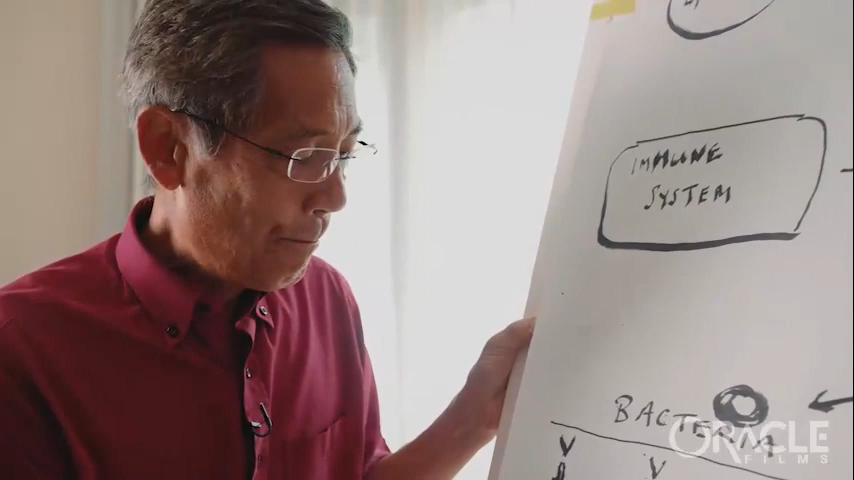 IMMUNE
SYSTEM
BACTERIA
ORACLE
FILMS